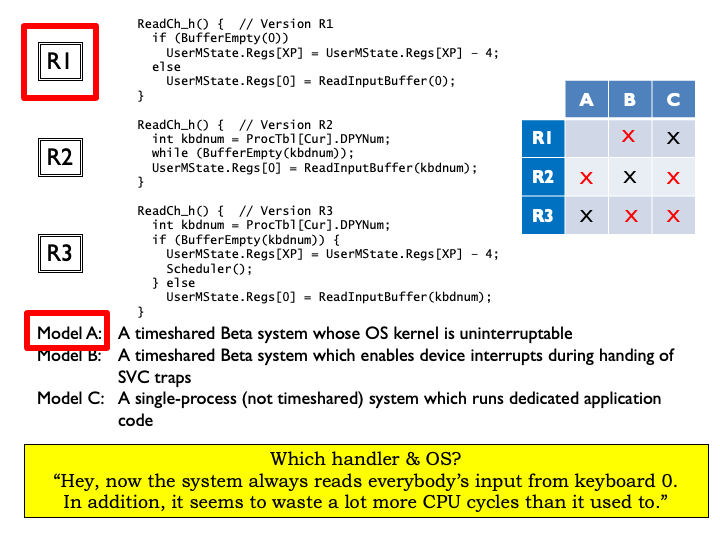 R1
ReadCh_h() {  // Version R1
  if (BufferEmpty(0))
    UserMState.Regs[XP] = UserMState.Regs[XP] - 4;
  else
    UserMState.Regs[0] = ReadInputBuffer(0);
}
R2
ReadCh_h() {  // Version R2
  int kbdnum = ProcTbl[Cur].DPYNum;
  while (BufferEmpty(kbdnum));
  UserMState.Regs[0] = ReadInputBuffer(kbdnum);
}
R3
ReadCh_h() {  // Version R3
  int kbdnum = ProcTbl[Cur].DPYNum;
  if (BufferEmpty(kbdnum)) {
    UserMState.Regs[XP] = UserMState.Regs[XP] - 4;
    Scheduler();
  } else
    UserMState.Regs[0] = ReadInputBuffer(kbdnum);
}
A B C
R1 X X
R2 X X X
R3 X X X
Model A: A timeshared Beta system whose OS kernel is uninterruptable
Model B: A timeshared Beta system which enables device interrupts during handing of
SVC traps
Model C: A single-process (not timeshared) system which runs dedicated application
code
Which handler & OS?
“Hey, now the system always reads everybody’s input from keyboard 0.
In addition, it seems to waste a lot more CPU cycles than it used to.”